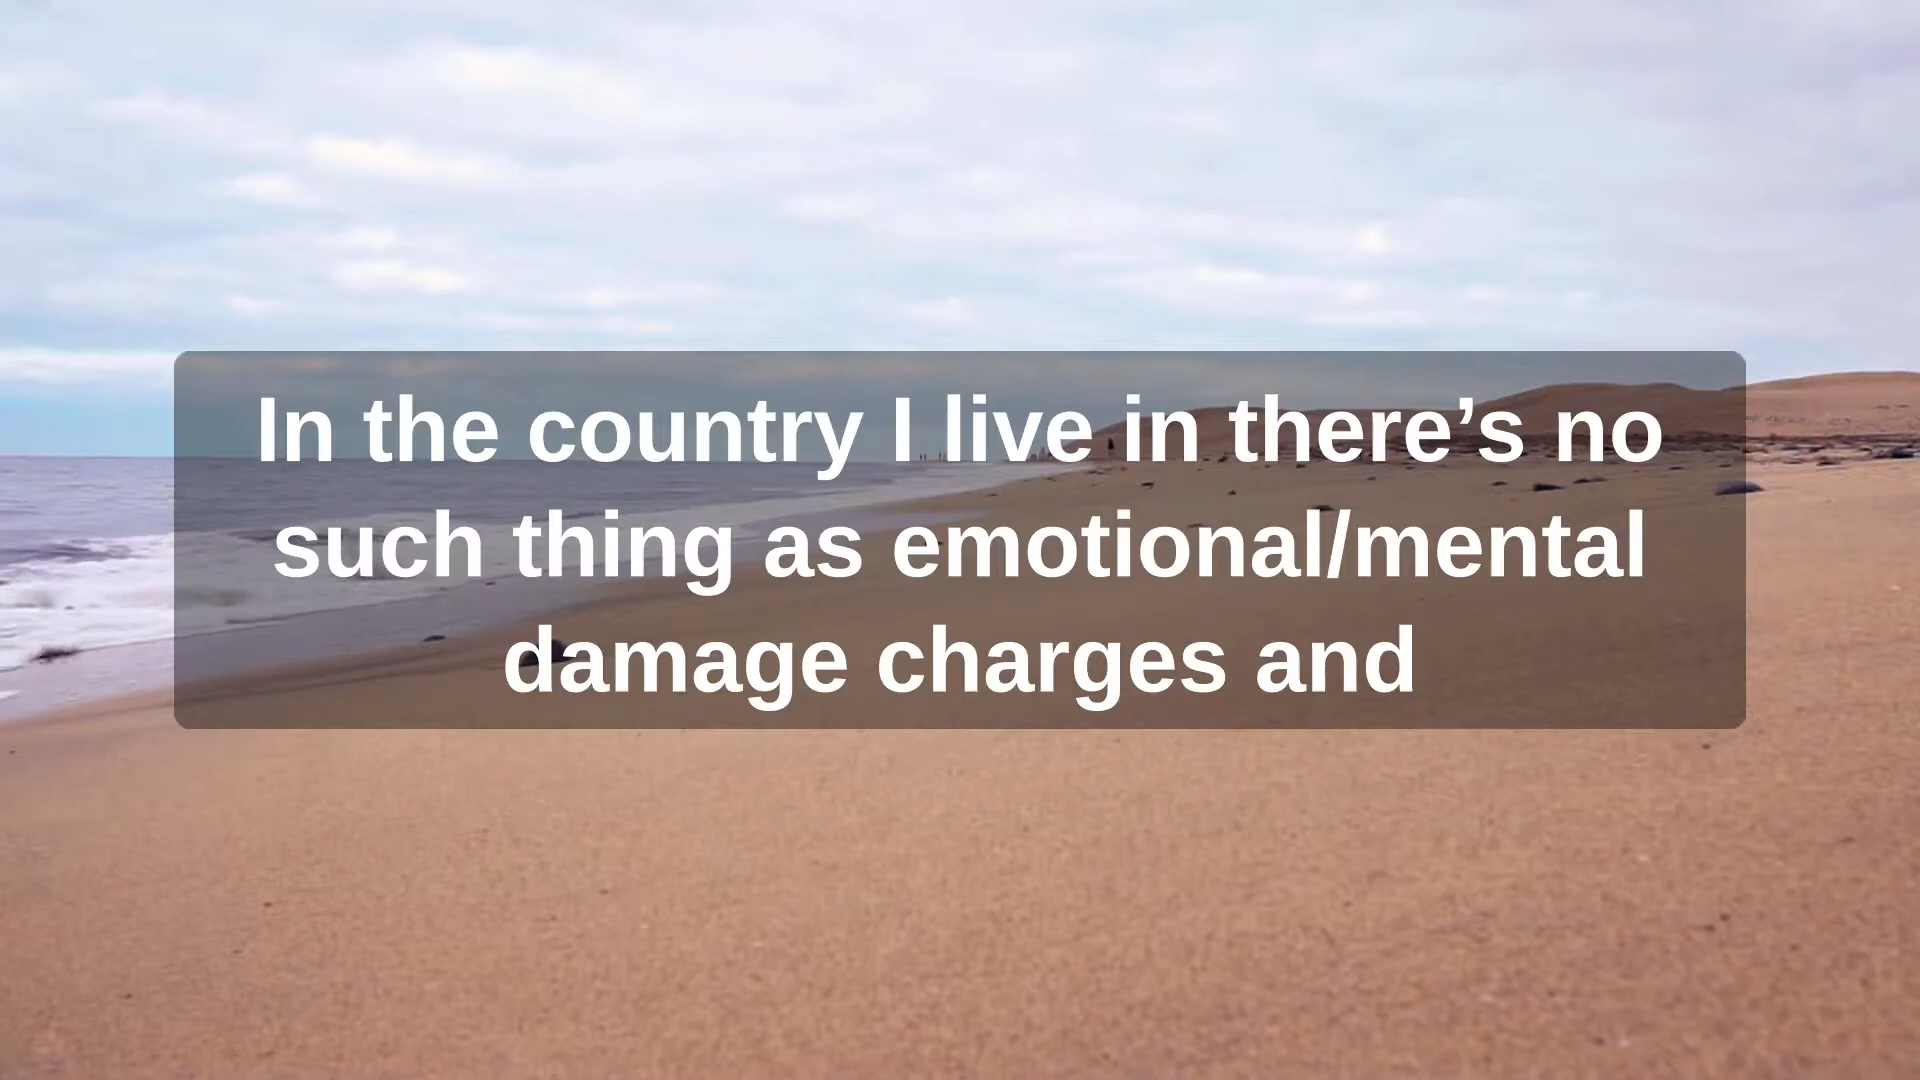 In the country I live in there’s no
such thing as emotional/mental
damage charges and